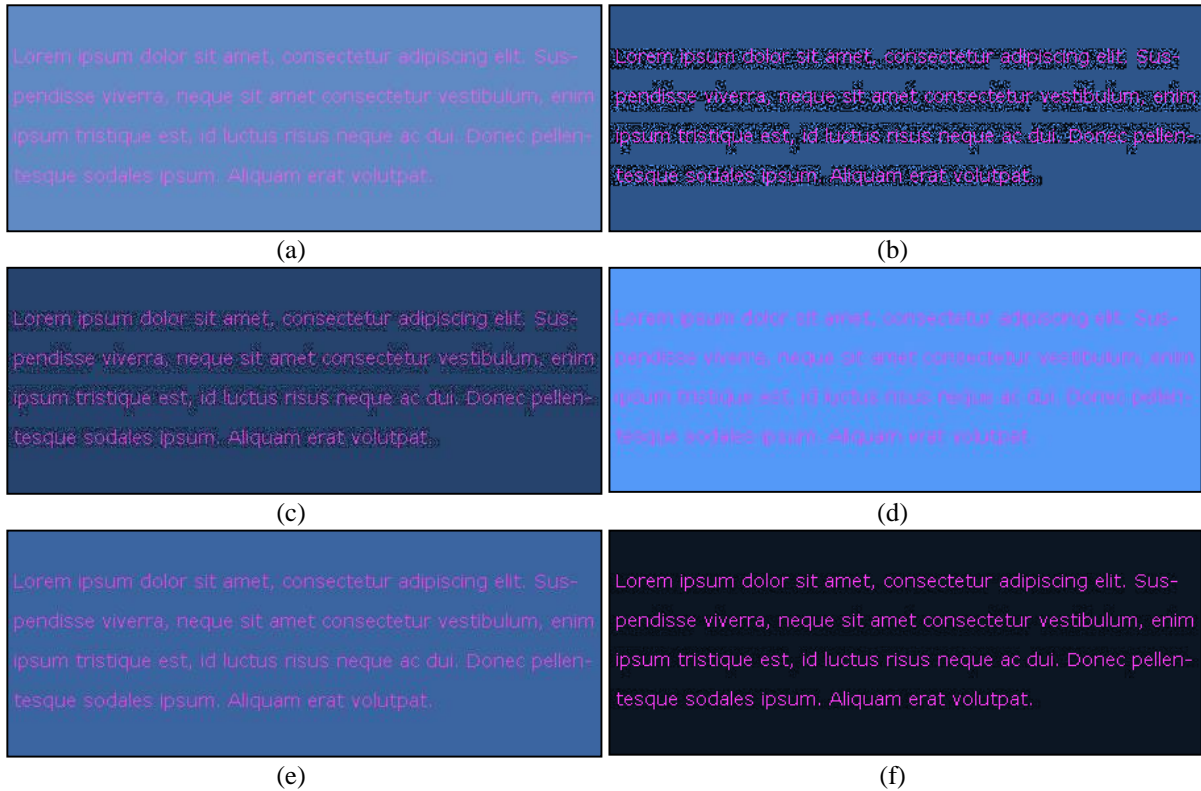 Lorem ipsum dolor sit amet, consectetur adipiscing elit. Sus-
pendisse viverra, neque sit amet consectetur vestibulum, enim
ipsum tristique est, id luctus risus neque ac dui. Donec pellen-
tesque sodales ipsum. Aliquam erat volutpat.
(a)
Lorem ipsum dolor sit amet, consectetur adipiscing elit. Sus-
pendisse viverra, neque sit amet consectetur vestibulum, enim
ipsum tristique est, id luctus risus neque ac dui. Donec pellen-
tesque sodales ipsum. Aliquam erat volutpat.
(b)
Lorem ipsum dolor sit amet, consectetur adipiscing elit. Sus-
pendisse viverra, neque sit amet consectetur vestibulum, enim
ipsum tristique est, id luctus risus neque ac dui. Donec pellen-
tesque sodales ipsum. Aliquam erat volutpat.
(c)
Lorem ipsum dolor sit amet, consectetur adipiscing elit. Sus-
pendisse viverra, neque sit amet consectetur vestibulum, enim
ipsum tristique est, id luctus risus neque ac dui. Donec pellen-
tesque sodales ipsum. Aliquam erat volutpat.
(d)
Lorem ipsum dolor sit amet, consectetur adipiscing elit. Sus-
pendisse viverra, neque sit amet consectetur vestibulum, enim
ipsum tristique est, id luctus risus neque ac dui. Donec pellen-
tesque sodales ipsum. Aliquam erat volutpat.
(e)
Lorem ipsum dolor sit amet, consectetur adipiscing elit. Sus-
pendisse viverra, neque sit amet consectetur vestibulum, enim
ipsum tristique est, id luctus risus neque ac dui. Donec pellen-
tesque sodales ipsum. Aliquam erat volutpat.
(f)